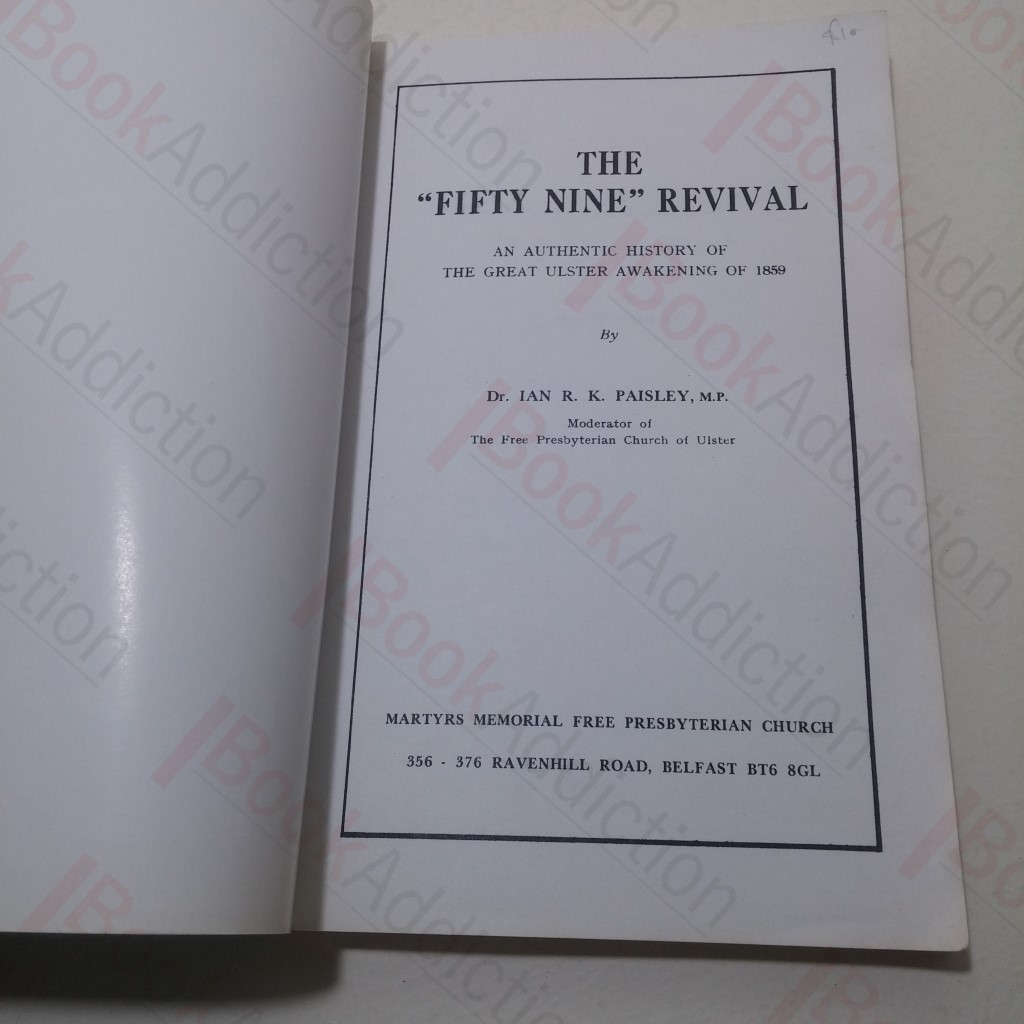 £10
THE
“FIFTY NINE” REVIVAL
AN AUTHENTIC HISTORY OF
THE GREAT ULSTER AWAKENING OF 1859
By
Dr. IAN R. K. PAISLEY, M.P.
Moderator of
The Free Presbyterian Church of Ulster
MARTYRS MEMORIAL FREE PRESBYTERIAN CHURCH
356 - 376 RAVENHILL ROAD, BELFAST BT6 8GL
BookAddiction